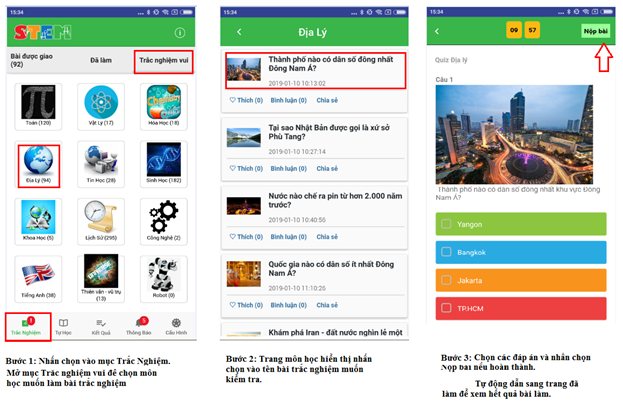 15:34
STEM
Bài được giao
(92)
Đã làm
Trắc nghiệm vui
Toán (120)
Vật Lý (17)
Hóa Học (18)
Địa Lý (94)
Tin Học (28)
Sinh Học (182)
Khoa Học (5)
Lịch Sử (295)
Công Nghệ (2)
Tiếng Anh (38)
Thiên văn - vũ trụ
(13)
Robot (0)
1
5
Trắc Nghiệm
Tự Học
Kết Quả
Thông Báo
Cấu Hình
Bước 1: Nhấn chọn vào mục Trắc Nghiệm.
Mở mục Trắc nghiệm vui để chọn môn
học muốn làm bài trắc nghiệm
15:34
Địa Lý
Thành phố nào có dân số đông nhất
Đông Nam Á?
2019-01-10 10:13:02
Thích (0) Bình luận (0) Chia sẻ
Tại sao Nhật Bản được gọi là xứ sở
Phù Tang?
2019-01-10 10:27:14
Thích (0) Bình luận (0) Chia sẻ
Nước nào chế ra pin từ hơn 2.000 năm
trước?
2019-01-10 10:40:56
Thích (0) Bình luận (0) Chia sẻ
Quốc gia nào có dân số ít nhất Đông
Nam Á?
2019-01-10 11:10:26
Thích (0) Bình luận (0) Chia sẻ
Khám phá Iran - đất nước nghìn lẻ một
Bước 2: Trang môn học hiển thị nhấn
chọn vào tên bài trắc nghiệm muốn
kiểm tra.
15:34
09 57
Nộp bài
Quiz Địa lý
Câu 1
Thành phố nào có dân số đông nhất khu vực Đông
Nam Á?
Yangon
Bangkok
Jakarta
TP.HCM
Bước 3: Chọn các đáp án và nhấn chọn
Nộp bài nếu hoàn thành.
Tự động dẫn sang trang đã
làm để xem hết quả bài làm.